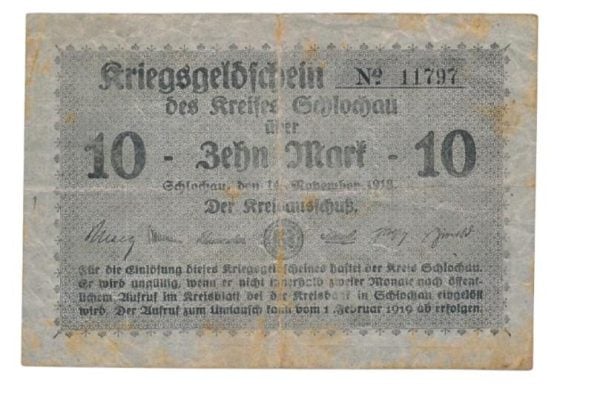 Kriegsgeldschein Nº 11797
des Kreises Schlochau
über
10 - Zehn Mark - 10
Schlochau, den 14. November 1918.
Der Kreisausschuß.
Für die Einlösung dieses Kriegsgeldscheines haftet der Kreis Schlochau.
Er wird ungültig, wenn er nicht innerhalb zweier Monate nach öffent-
lichem Aufruf im Kreisblatt bei der Kreisbank in Schlochau eingelöst
wird. Der Aufruf zum Umtausch kann vom 1. Februar 1919 ab erfolgen.